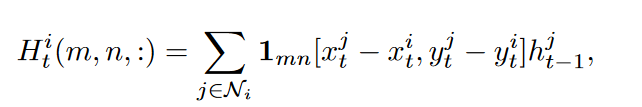 $H_t^i(m, n, :) = \sum_{j \in \mathcal{N}_i} \mathbf{1}_{mn}[x_t^j - x_t^i, y_t^j - y_t^i] h_{t-1}^j,$